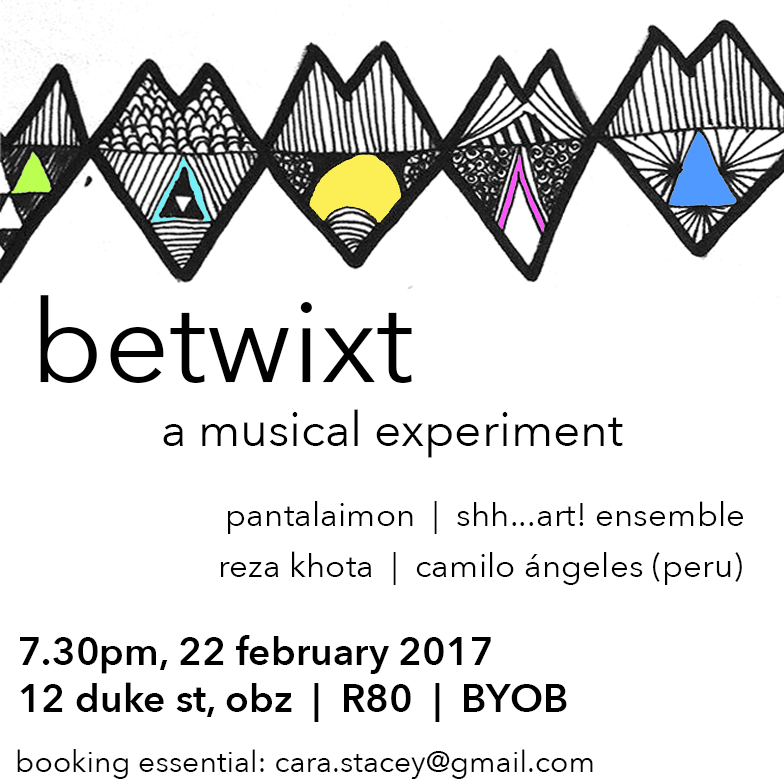 betwixt
a musical experiment
pantalaimon | shh...art! ensemble
reza khota | camilo ángeles (peru)
7.30pm, 22 february 2017
12 duke st, obz | R80 | BYOB
booking essential: cara.stacey@gmail.com